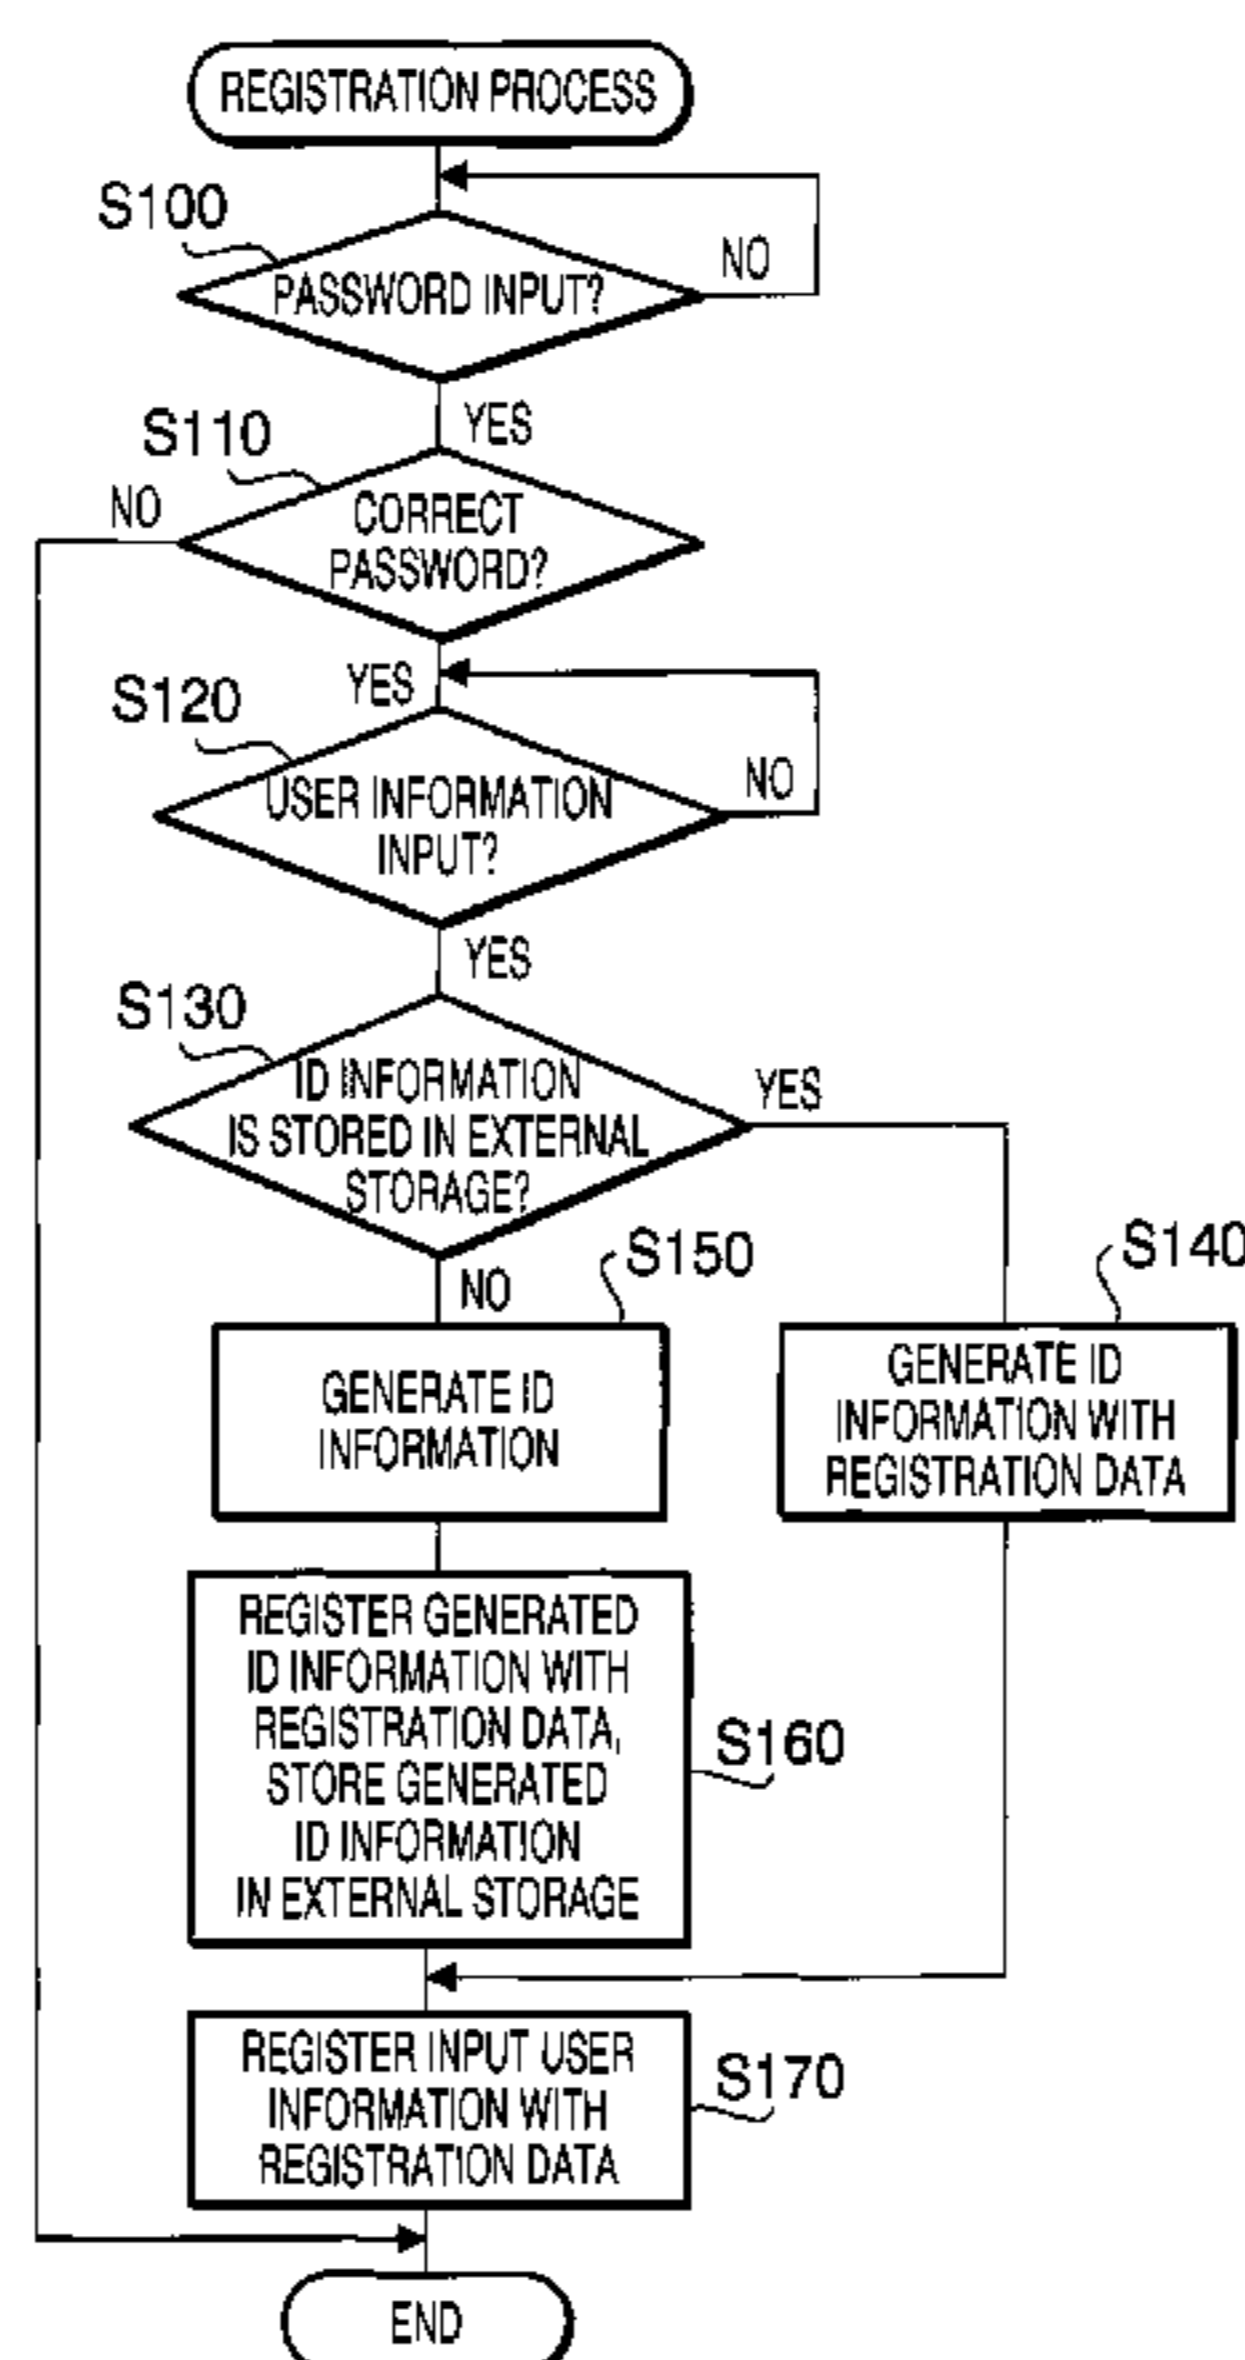 REGISTRATION PROCESS
S100
NO
PASSWORD INPUT?
YES
S110
NO
CORRECT
PASSWORD?
YES
S120
NO
USER INFORMATION
INPUT?
YES
S130
ID INFORMATION
IS STORED IN EXTERNAL
STORAGE?
YES
NO
S150
S140
GENERATE ID
INFORMATION
GENERATE ID
INFORMATION WITH
REGISTRATION DATA
REGISTER GENERATED
ID INFORMATION WITH
REGISTRATION DATA,
STORE GENERATED
ID INFORMATION
IN EXTERNAL STORAGE
S160
REGISTER INPUT USER
INFORMATION WITH
REGISTRATION DATA
S170
END